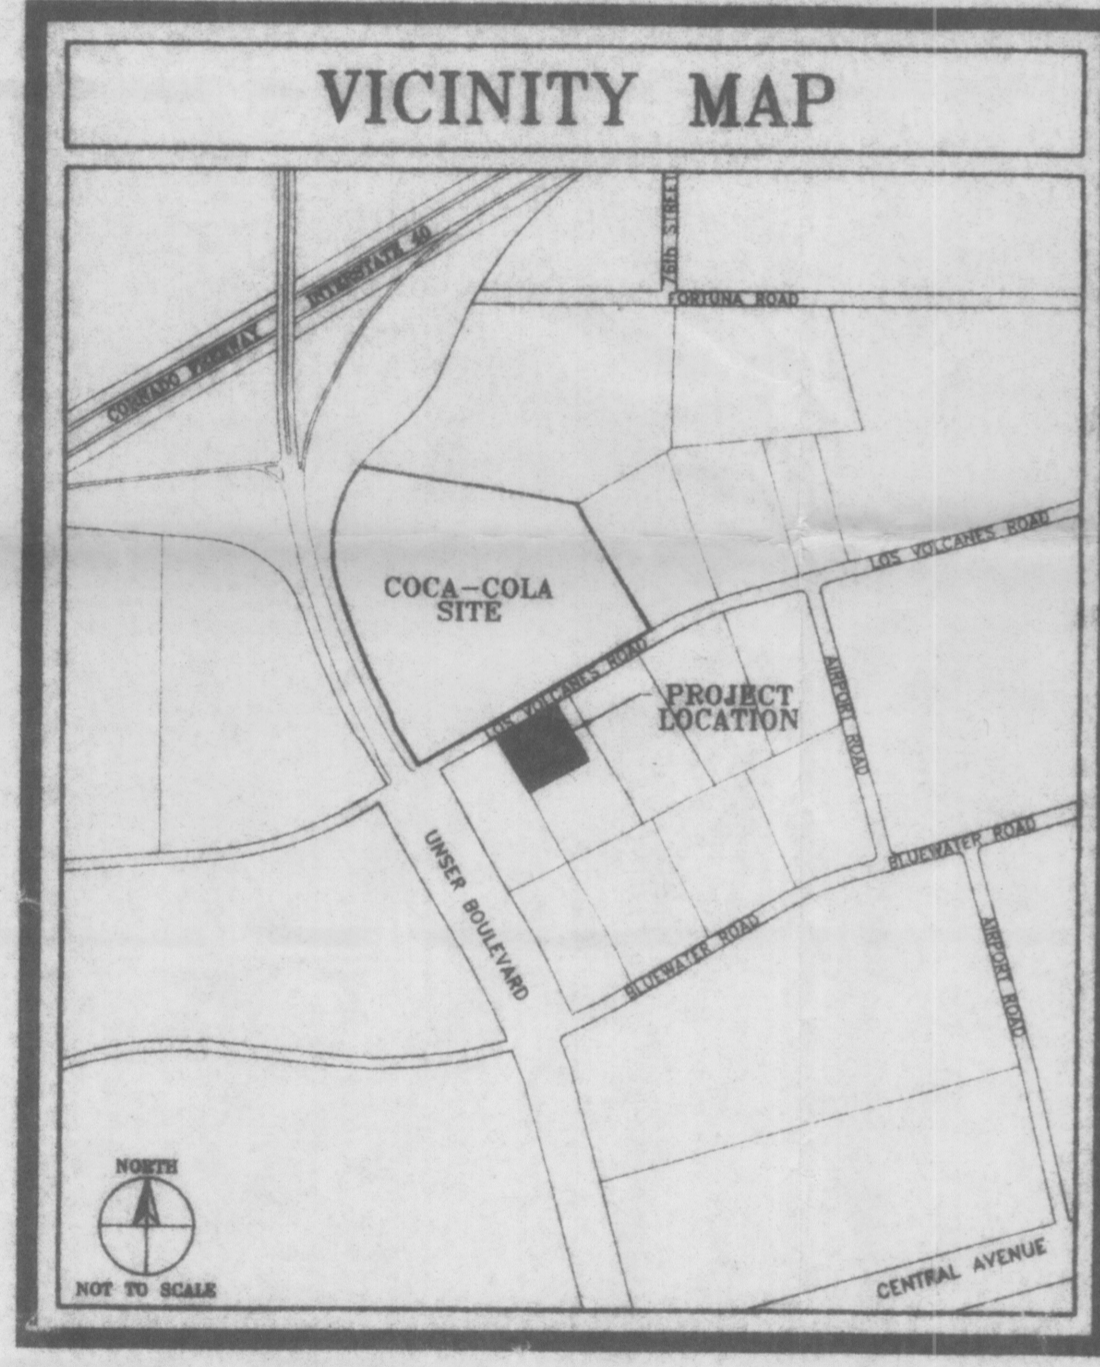 VICINITY MAP
76th STREET
INTERSTATE 40
FORTUNA ROAD
CORNADO FREEWAY
LOS VOLCANES ROAD
COCA-COLA
SITE
LOS VOLCANES ROAD
PROJECT
LOCATION
AIRPORT ROAD
BLUEWATER ROAD
UNSER BOULEVARD
BLUEWATER ROAD
AIRPORT ROAD
NORTH
CENTRAL AVENUE
NOT TO SCALE